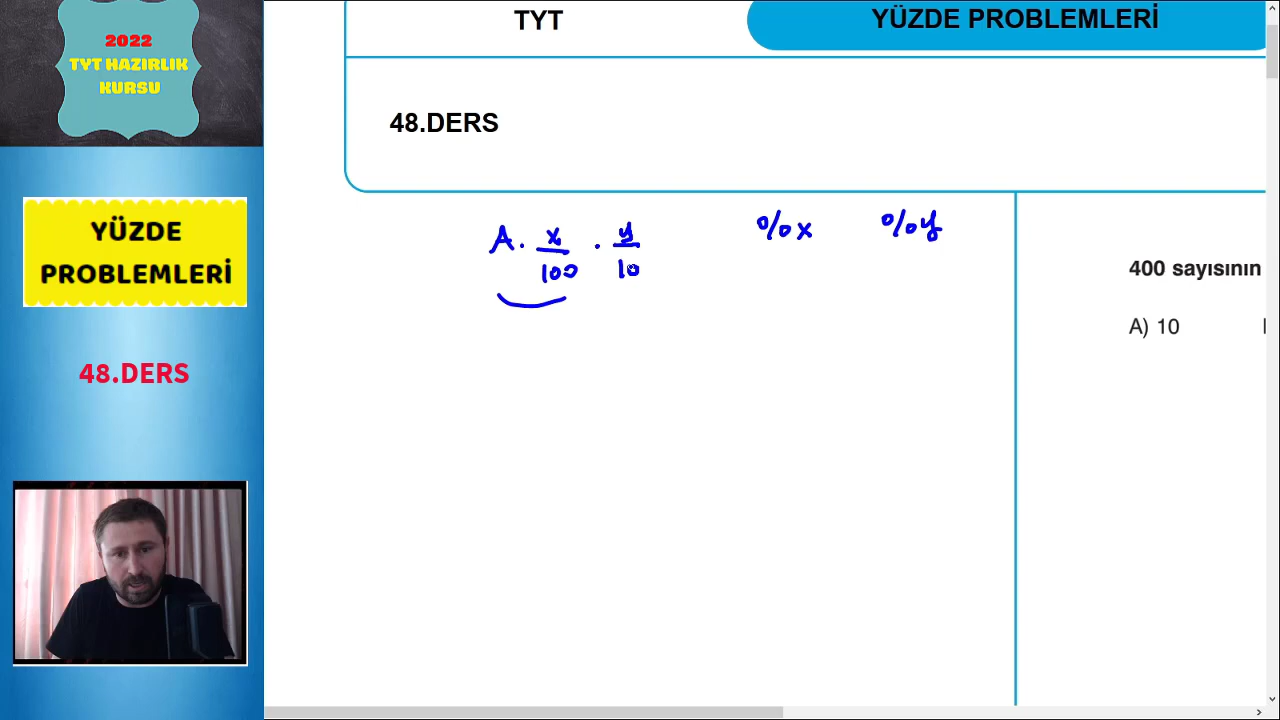 2022
TYT HAZIRLIK
KURSU
YÜZDE
PROBLEMLERİ
48.DERS
TYT
YÜZDE PROBLEMLERİ
48.DERS
A . x/100 . y/10
%x %y
400 sayısının
A) 10